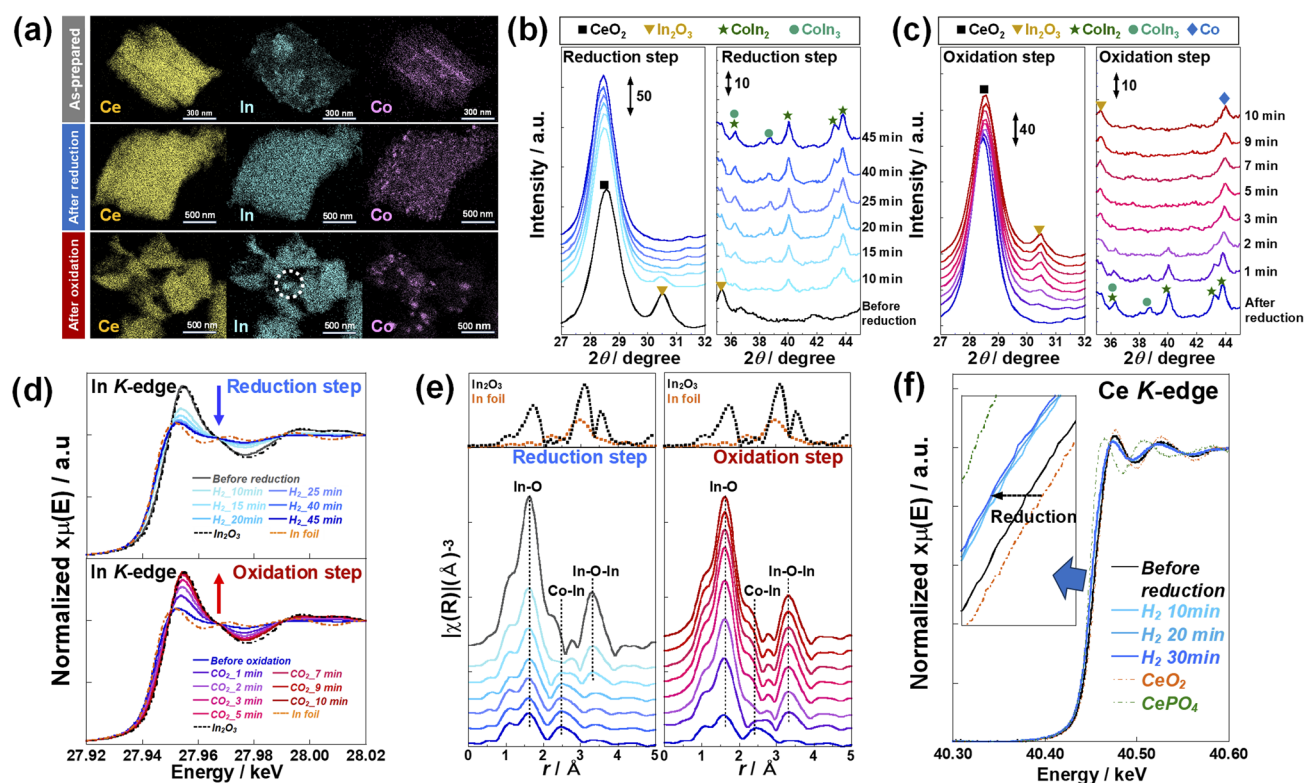 (a)
As-prepared
Ce
300 nm
In
300 nm
Co
300 nm
After reduction
Ce
500 nm
In
500 nm
Co
500 nm
After oxidation
Ce
500 nm
In
500 nm
Co
500 nm
(b)
CeO₂ In₂O₃ CoIn₂ CoIn₃
Reduction step
50
Intensity / a.u.
27 28 29 30 31 32
2θ / degree
Reduction step
10
45 min
40 min
25 min
20 min
15 min
10 min
Before reduction
36 38 40 42 44
2θ / degree
(c)
CeO₂ In₂O₃ CoIn₂ CoIn₃ Co
Oxidation step
40
Intensity / a.u.
27 28 29 30 31 32
2θ / degree
Oxidation step
10
10 min
9 min
7 min
5 min
3 min
2 min
1 min
After reduction
36 38 40 42 44
2θ / degree
(d)
Normalized xμ(E) / a.u
In K-edge
Reduction step
Before reduction
H₂_10min H₂_25 min
H₂_15 min H₂_40 min
H₂_20min H₂_45 min
In₂O₃ In foil
In K-edge
Oxidation step
Before oxidation
CO₂_1 min CO₂_7 min
CO₂_2 min CO₂_9 min
CO₂_3 min CO₂_10 min
CO₂_5 min In foil
In₂O₃
27.92 27.94 27.96 27.98 28.00 28.02
Energy / keV
(e)
In₂O₃
In foil
In₂O₃
In foil
|χ(R)|(Å)-3
Reduction step
In-O
Co-In
In-O-In
0 1 2 3 4 5
r / Å
Oxidation step
In-O
Co-In
In-O-In
0 1 2 3 4 5
r / Å
(f)
Ce K-edge
Normalized xμ(E) / a.u.
Reduction
Before
reduction
H₂ 10min
H₂ 20 min
H₂ 30min
CeO₂
CePO₄
40.30 40.40 40.50 40.60
Energy / keV